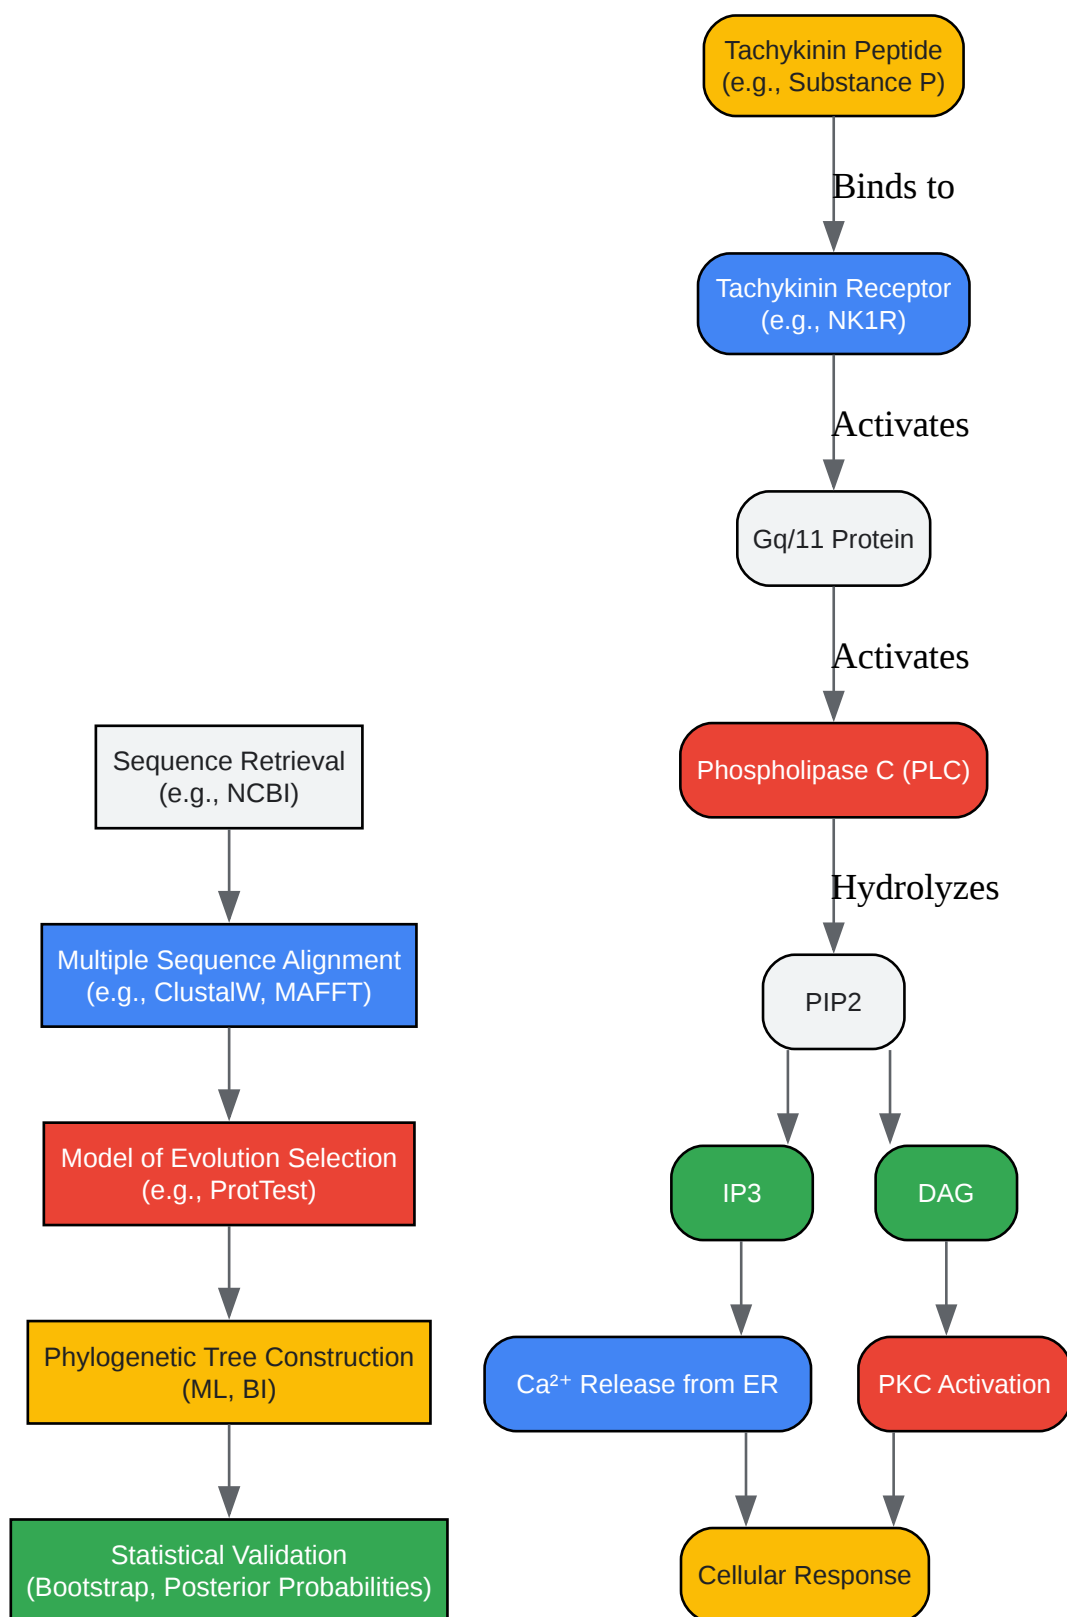 Tachykinin Peptide
(e.g., Substance P)
Binds to
Tachykinin Receptor
(e.g., NK1R)
Activates
Gq/11 Protein
Activates
Phospholipase C (PLC)
Hydrolyzes
PIP2
IP3
DAG
Ca²⁺ Release from ER
PKC Activation
Cellular Response
Sequence Retrieval
(e.g., NCBI)
Multiple Sequence Alignment
(e.g., ClustalW, MAFFT)
Model of Evolution Selection
(e.g., ProtTest)
Phylogenetic Tree Construction
(ML, BI)
Statistical Validation
(Bootstrap, Posterior Probabilities)